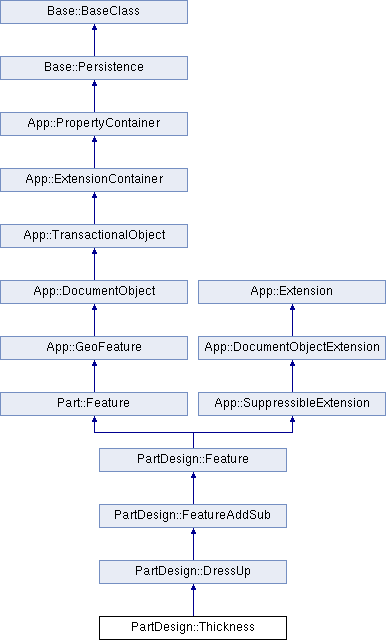 Base::BaseClass
Base::Persistence
App::PropertyContainer
App::ExtensionContainer
App::TransactionalObject
App::DocumentObject
App::Extension
App::GeoFeature
App::DocumentObjectExtension
Part::Feature
App::SuppressibleExtension
PartDesign::Feature
PartDesign::FeatureAddSub
PartDesign::DressUp
PartDesign::Thickness